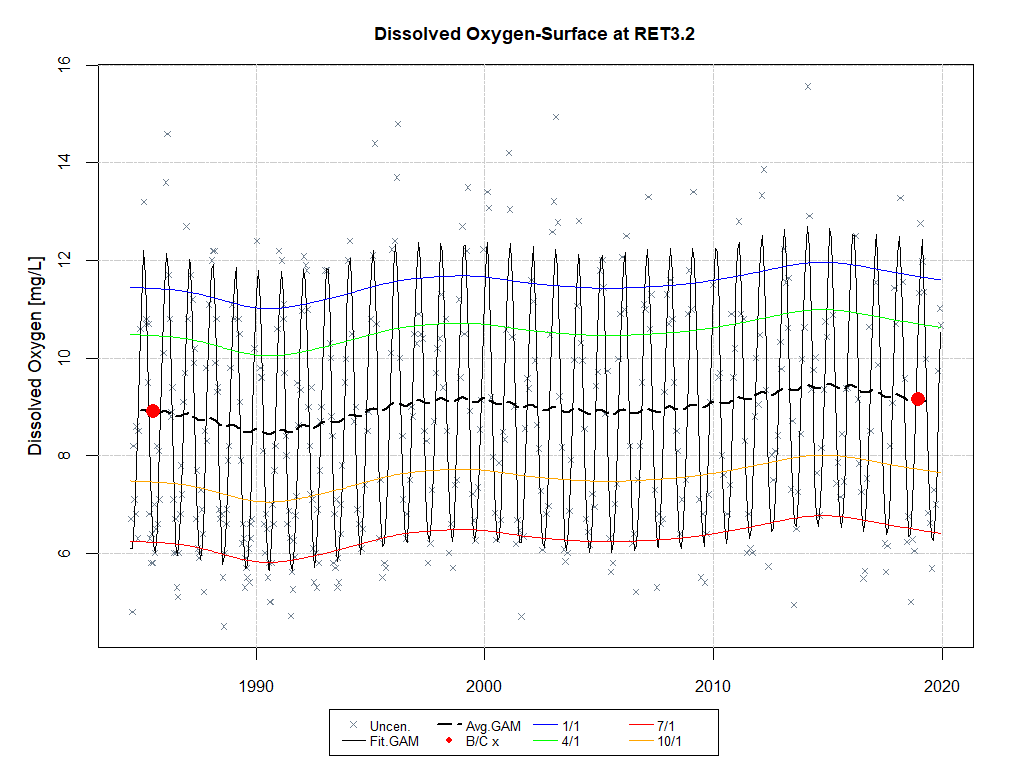 Dissolved Oxygen-Surface at RET3.2
Dissolved Oxygen [mg/L]
16
14
12
10
8
6
1990 2000 2010 2020
Uncen. Avg.GAM 1/1 7/1
Fit.GAM B/C x 4/1 10/1